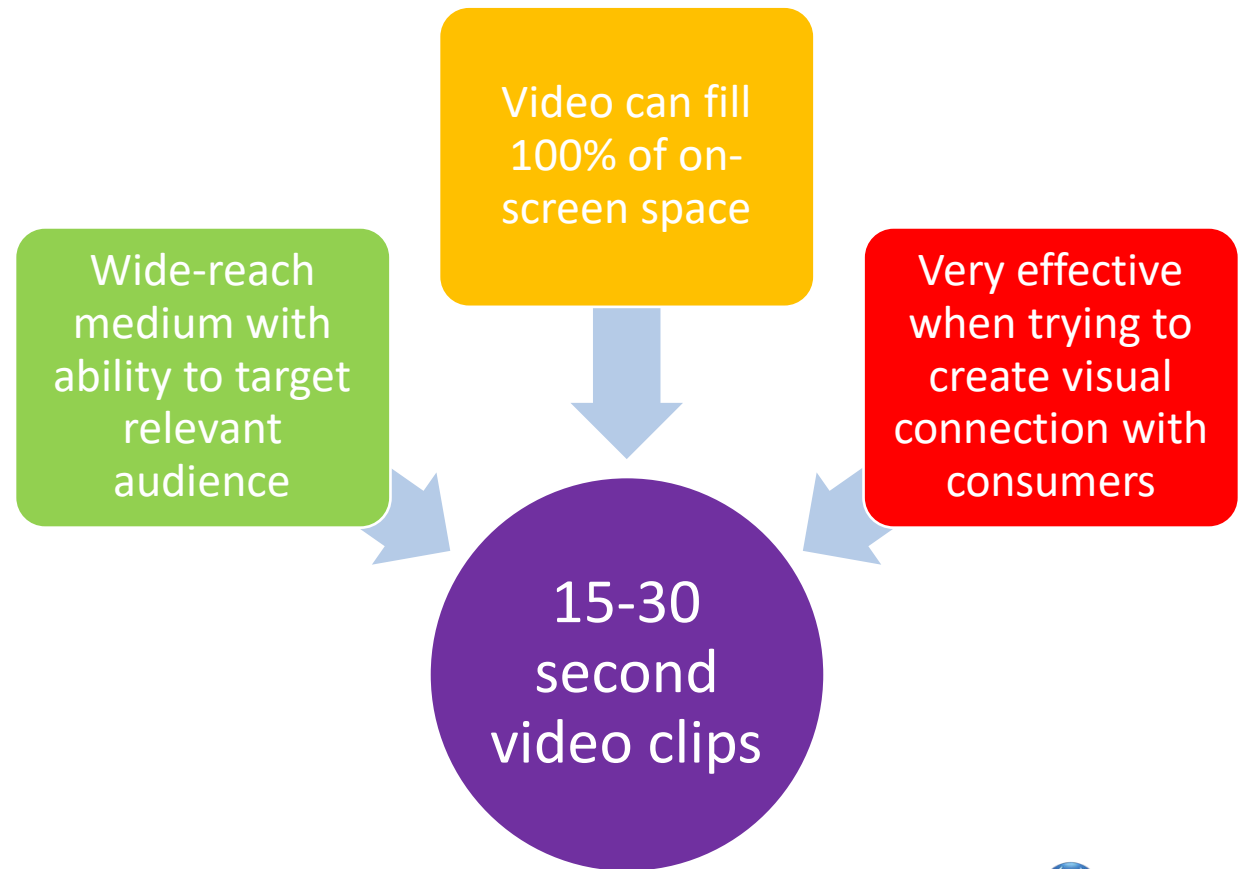 Video can fill
100% of on-
screen space
Wide-reach
medium with
ability to target
relevant
audience
Very effective
when trying to
create visual
connection with
consumers
15-30
second
video clips